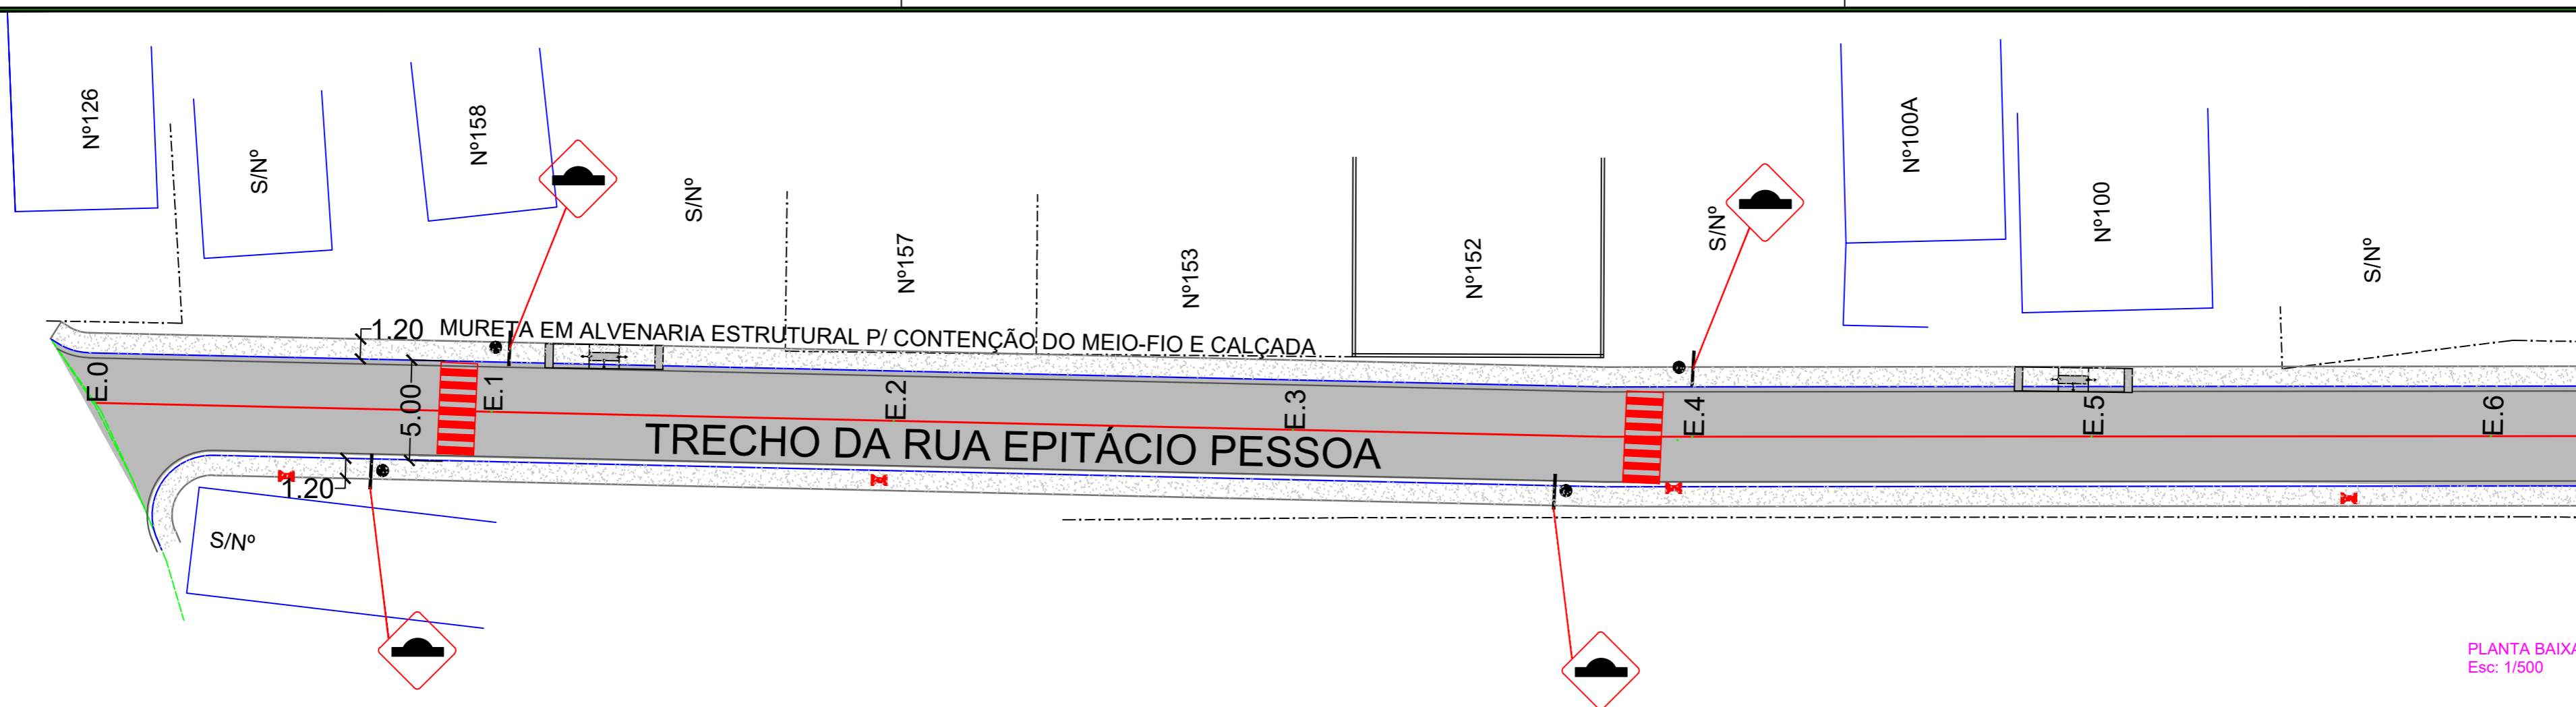 Nº126
S/Nº
Nº158
S/Nº
Nº157
Nº153
Nº152
S/Nº
Nº100A
Nº100
S/Nº
1.20
MURETA EM ALVENARIA ESTRUTURAL P/ CONTENÇÃO DO MEIO-FIO E CALÇADA
E.0
5.00
E.1
E.2
E.3
E.4
E.5
E.6
TRECHO DA RUA EPITÁCIO PESSOA
1.20
S/Nº
PLANTA BAIXA
Esc: 1/500